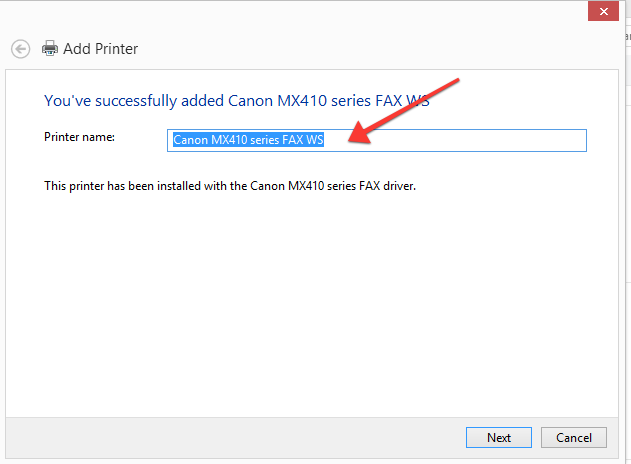 Add Printer
You've successfully added Canon MX410 series FAX WS
Printer name:
Canon MX410 series FAX WS
This printer has been installed with the Canon MX410 series FAX driver.
Next
Cancel